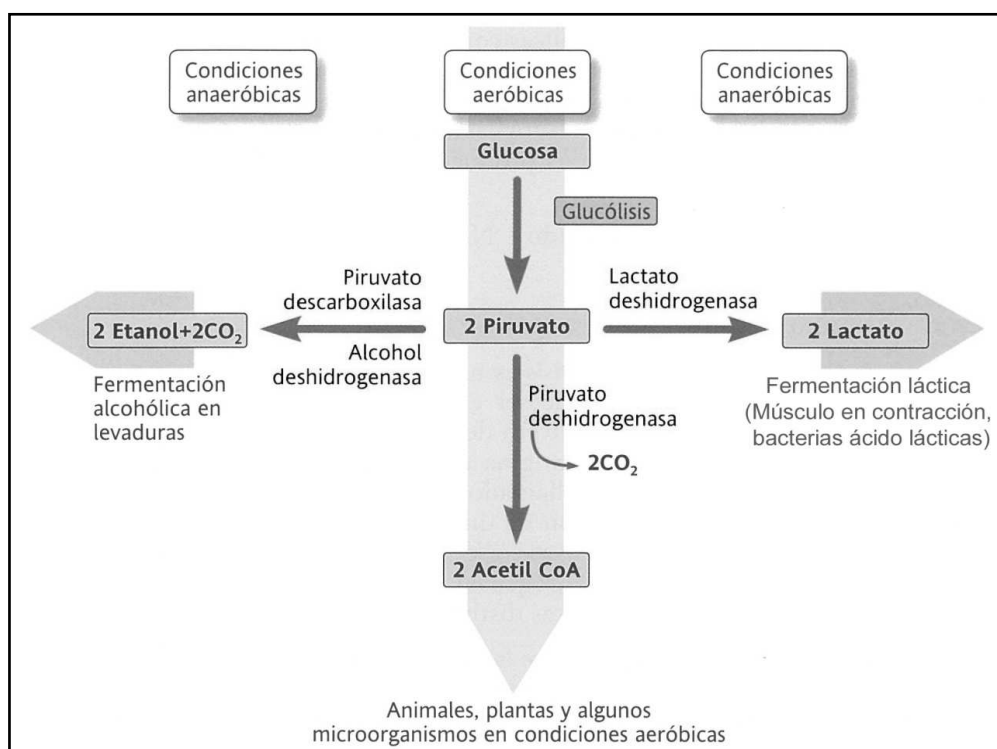 Condiciones
anaeróbicas
Condiciones
aeróbicas
Condiciones
anaeróbicas
Glucosa
Glucólisis
Piruvato
descarboxilasa
Lactato
deshidrogenasa
2 Etanol+2CO₂
2 Piruvato
2 Lactato
Alcohol
deshidrogenasa
Fermentación
alcohólica en
levaduras
Piruvato
deshidrogenasa
2CO₂
Fermentación láctica
(Músculo en contracción,
bacterias ácido lácticas)
2 Acetil CoA
Animales, plantas y algunos
microorganismos en condiciones aeróbicas